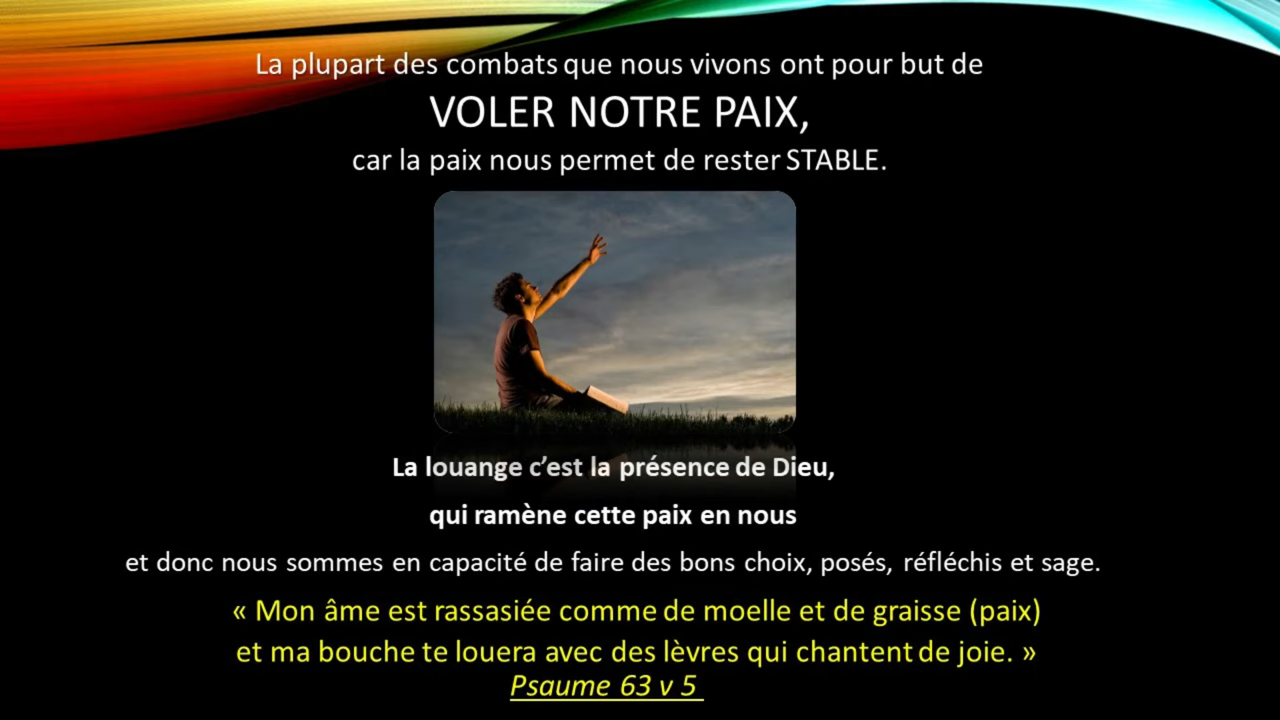 La plupart des combats que nous vivons ont pour but de
VOLER NOTRE PAIX,
car la paix nous permet de rester STABLE.
La louange c’est la présence de Dieu,
qui ramène cette paix en nous
et donc nous sommes en capacité de faire des bons choix, posés, réfléchis et sage.
« Mon âme est rassasiée comme de moelle et de graisse (paix)
et ma bouche te louera avec des lèvres qui chantent de joie. »
Psaume 63 v 5